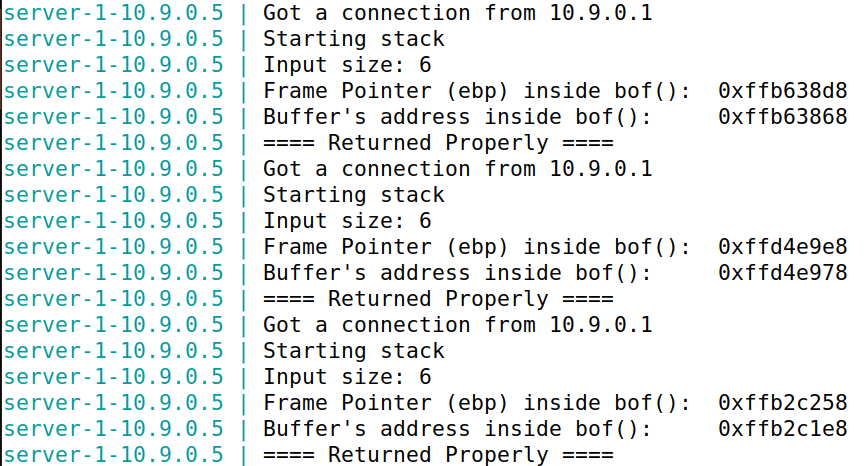 server-1-10.9.0.5 | Got a connection from 10.9.0.1
server-1-10.9.0.5 | Starting stack
server-1-10.9.0.5 | Input size: 6
server-1-10.9.0.5 | Frame Pointer (ebp) inside bof():  0xffb638d8
server-1-10.9.0.5 | Buffer's address inside bof():     0xffb63868
server-1-10.9.0.5 | ==== Returned Properly ====
server-1-10.9.0.5 | Got a connection from 10.9.0.1
server-1-10.9.0.5 | Starting stack
server-1-10.9.0.5 | Input size: 6
server-1-10.9.0.5 | Frame Pointer (ebp) inside bof():  0xffd4e9e8
server-1-10.9.0.5 | Buffer's address inside bof():     0xffd4e978
server-1-10.9.0.5 | ==== Returned Properly ====
server-1-10.9.0.5 | Got a connection from 10.9.0.1
server-1-10.9.0.5 | Starting stack
server-1-10.9.0.5 | Input size: 6
server-1-10.9.0.5 | Frame Pointer (ebp) inside bof():  0xffb2c258
server-1-10.9.0.5 | Buffer's address inside bof():     0xffb2c1e8
server-1-10.9.0.5 | ==== Returned Properly ====